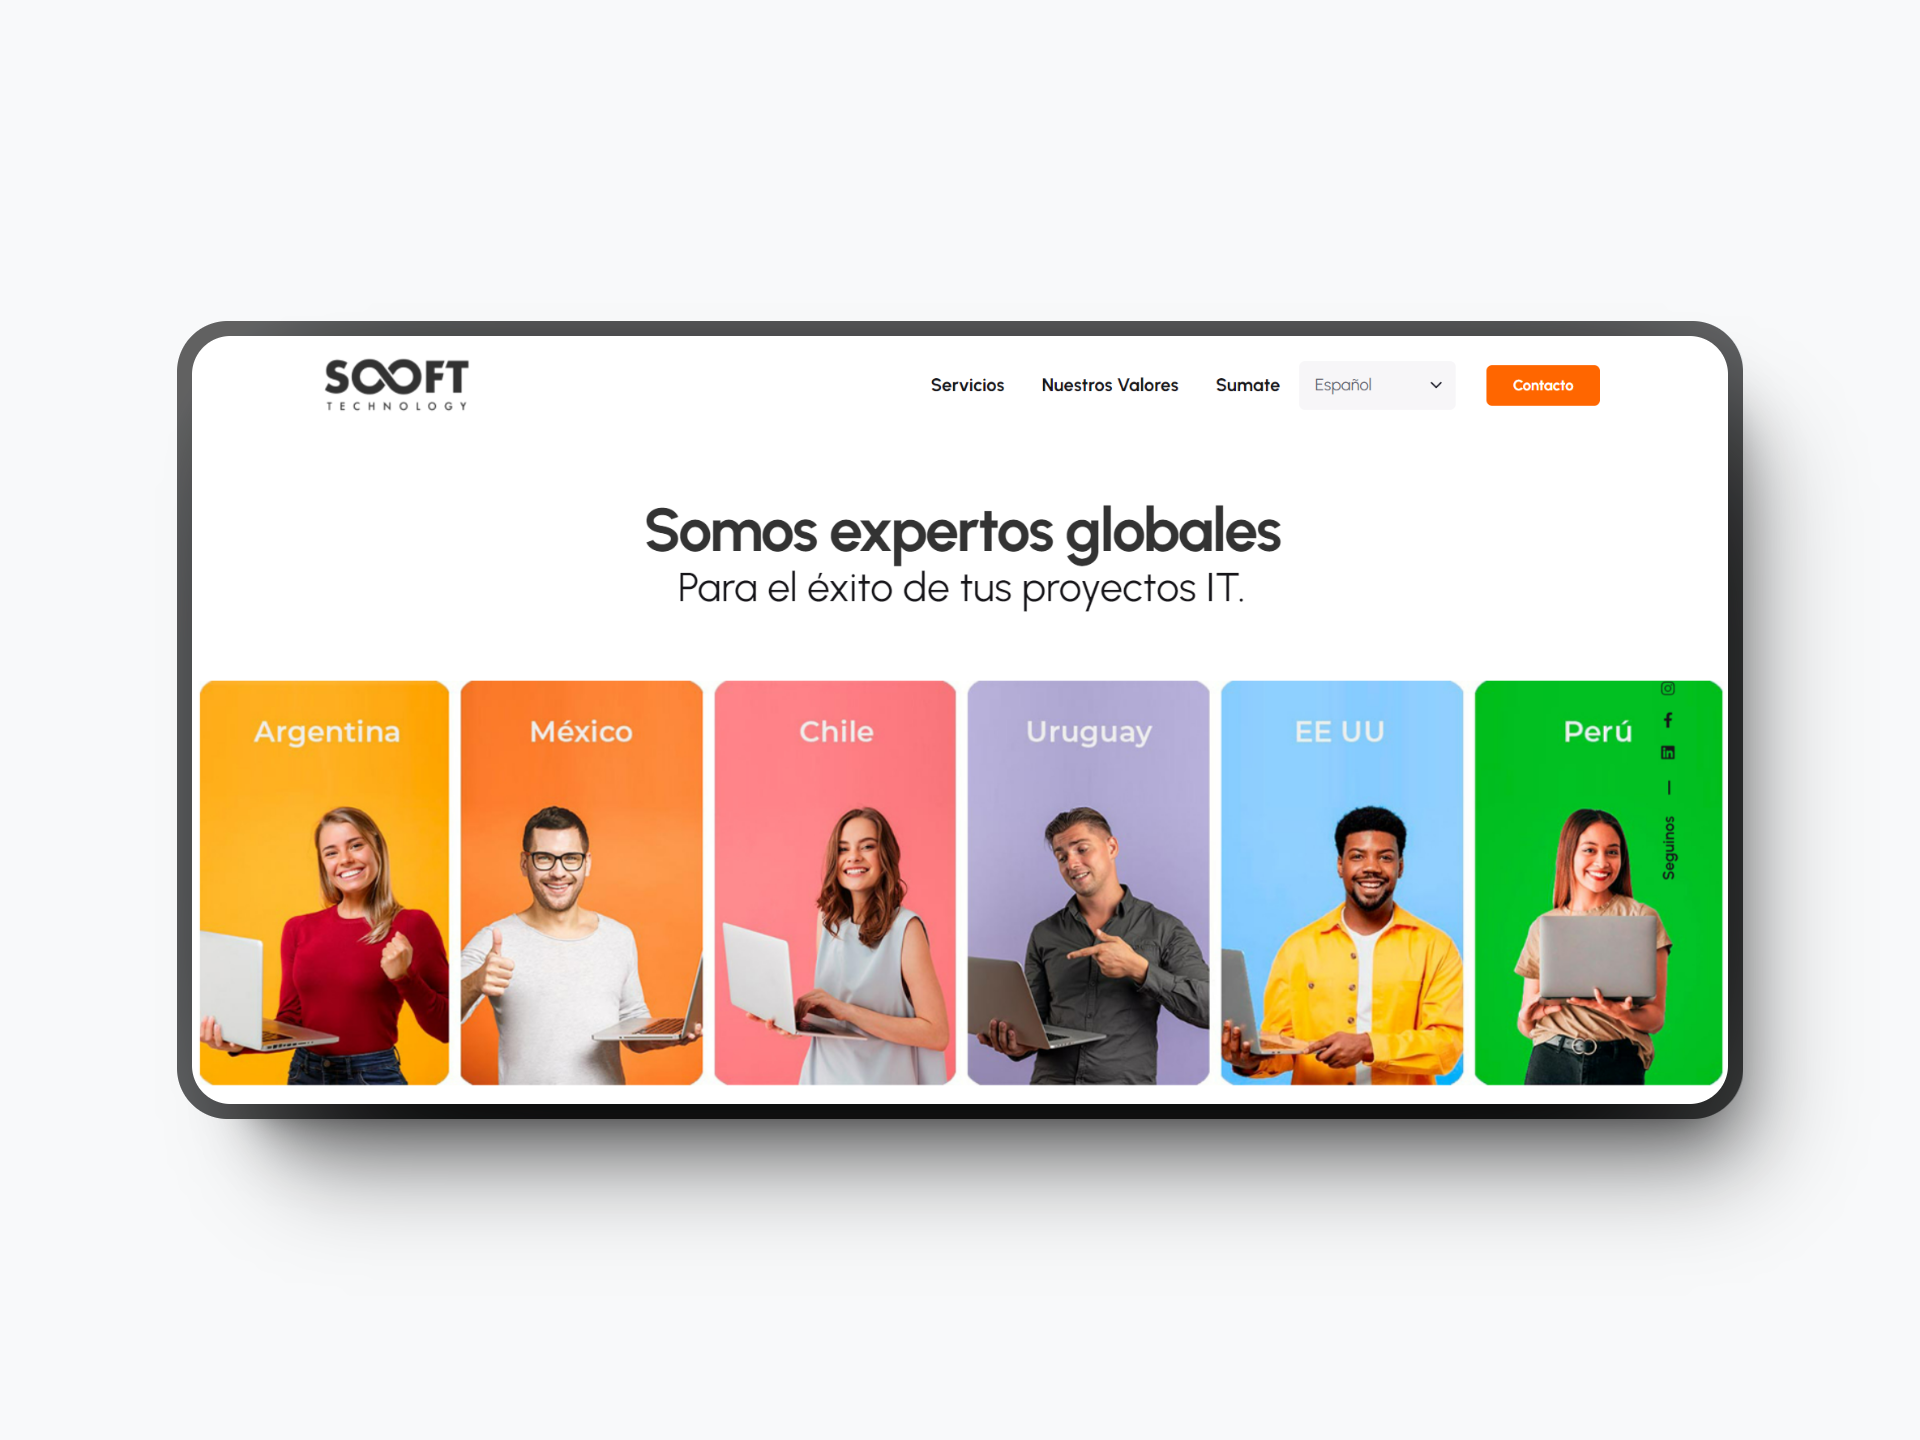 SOOFT
TECHNOLOGY
Servicios
Nuestros Valores
Sumate
Español
Contacto
Somos expertos globales
Para el éxito de tus proyectos IT.
Argentina
México
Chile
Uruguay
EE UU
Perú
Seguinos